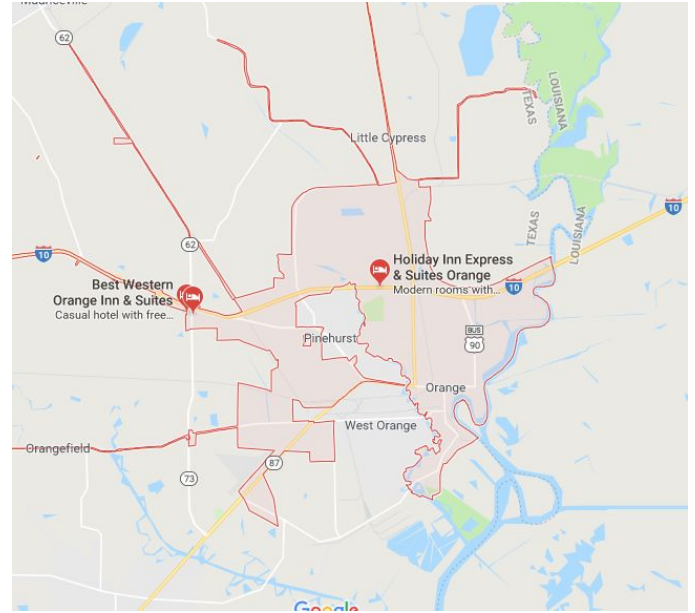 Mauriceville
62
62
Little Cypress
TEXAS
LOUISIANA
TEXAS
LOUISIANA
10
10
10
62
Holiday Inn Express
& Suites Orange
Modern rooms with...
Best Western
Orange Inn & Suites
Casual hotel with free...
Pinehurst
BUS
90
Orange
West Orange
Orangefield
87
73
Google